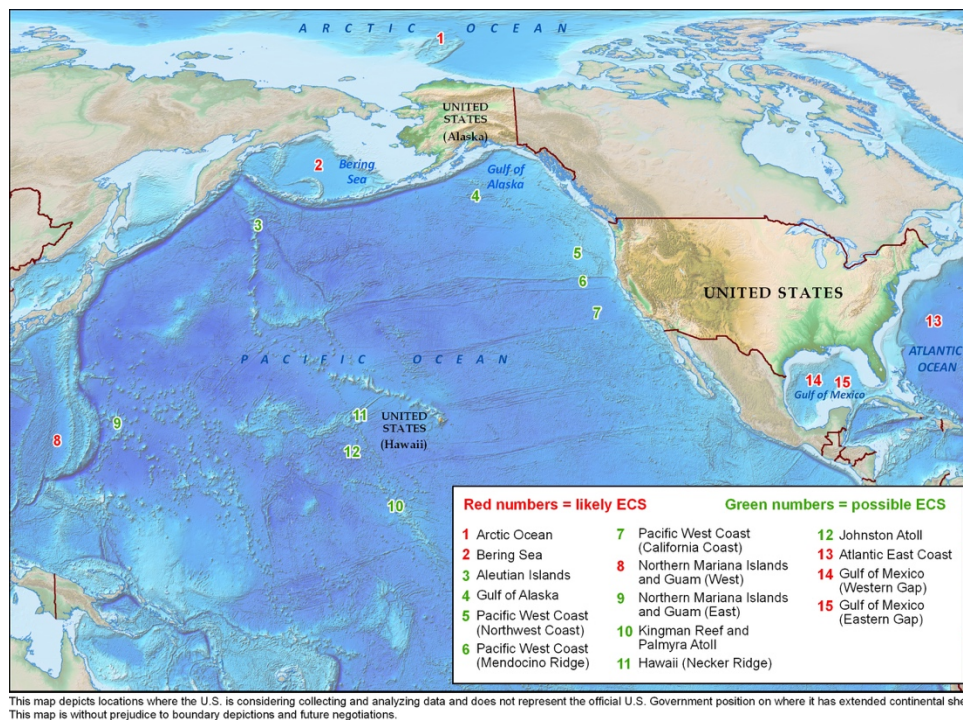 ARCTIC OCEAN
1
UNITED
STATES
(Alaska)
2
Bering
Sea
Gulf of
Alaska
4
3
5
6
7
UNITED STATES
13
ATLANTIC
OCEAN
PACIFIC OCEAN
14 15
Gulf of Mexico
8
9
11
UNITED
STATES
(Hawaii)
12
10
Red numbers = likely ECS
Green numbers = possible ECS
1 Arctic Ocean
2 Bering Sea
3 Aleutian Islands
4 Gulf of Alaska
5 Pacific West Coast
(Northwest Coast)
6 Pacific West Coast
(Mendocino Ridge)
7 Pacific West Coast
(California Coast)
8 Northern Mariana Islands
and Guam (West)
9 Northern Mariana Islands
and Guam (East)
10 Kingman Reef and
Palmyra Atoll
11 Hawaii (Necker Ridge)
12 Johnston Atoll
13 Atlantic East Coast
14 Gulf of Mexico
(Western Gap)
15 Gulf of Mexico
(Eastern Gap)
This map depicts locations where the U.S. is considering collecting and analyzing data and does not represent the official U.S. Government position on where it has extended continental she
This map is without prejudice to boundary depictions and future negotiations.